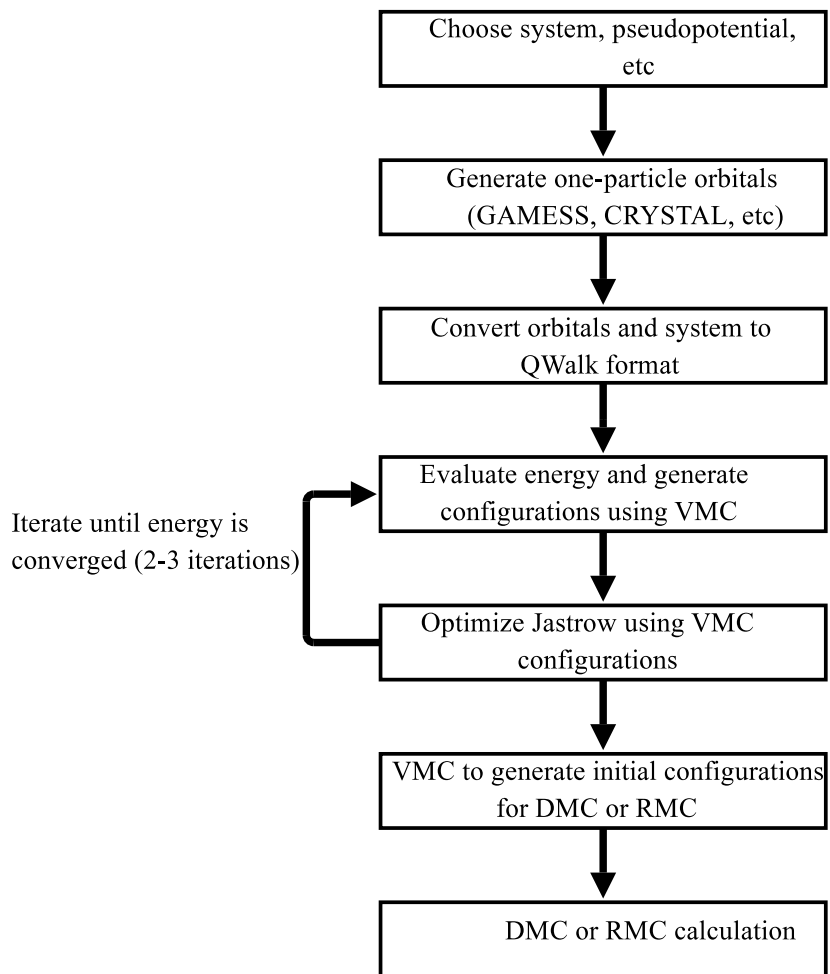 Choose system, pseudopotential,
etc
Generate one-particle orbitals
(GAMESS, CRYSTAL, etc)
Convert orbitals and system to
QWalk format
Evaluate energy and generate
configurations using VMC
Iterate until energy is
converged (2-3 iterations)
Optimize Jastrow using VMC
configurations
VMC to generate initial configurations
for DMC or RMC
DMC or RMC calculation